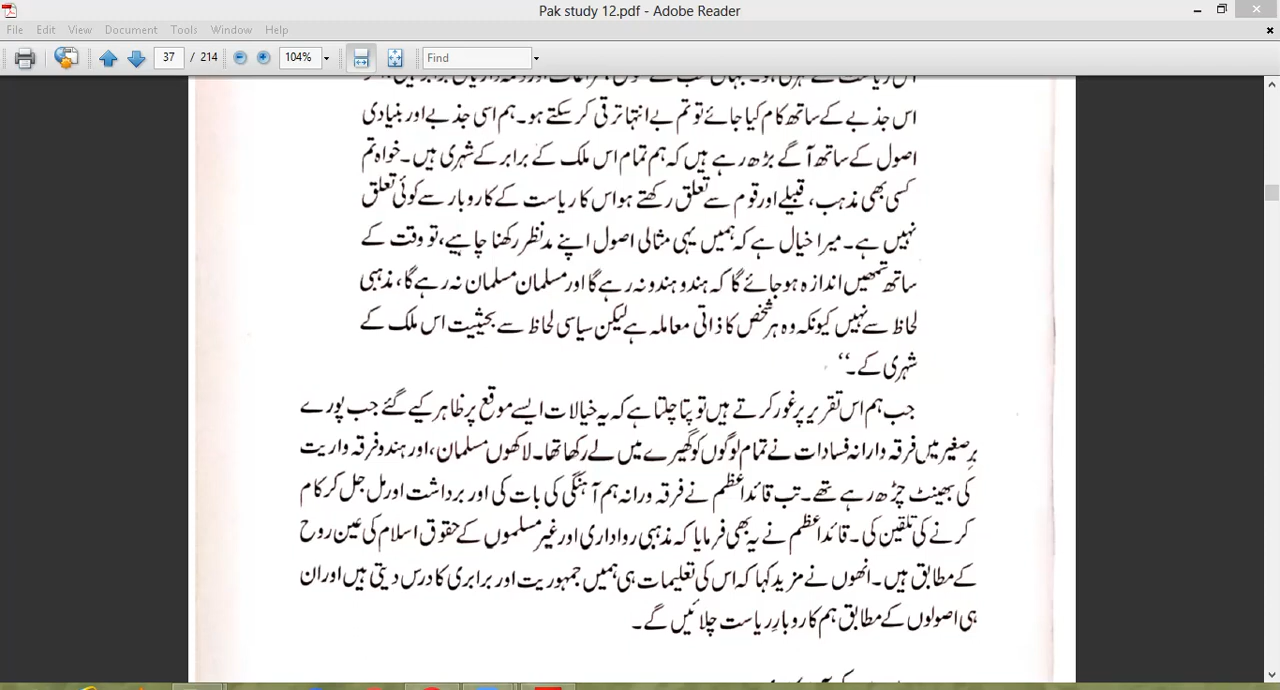 Pak study 12.pdf - Adobe Reader
File Edit View Document Tools Window Help
37 / 214 104% Find
اس جذبے کے ساتھ کام کیا جائے تو تم بے انتہا ترقی کر سکتے ہو۔ ہم اسی جذبے اور بنیادی
اصول کے ساتھ آگے بڑھ رہے ہیں کہ ہم تمام اس ملک کے برابر کے شہری ہیں۔ خواہ تم
کسی بھی مذہب، قبیلے اور قوم سے تعلق رکھتے ہو اس کا ریاست کے کاروبار سے کوئی تعلق
نہیں ہے۔ میرا خیال ہے کہ ہمیں یہی مثالی اصول اپنے مدنظر رکھنا چاہیے، تو وقت کے
ساتھ تمھیں اندازہ ہو جائے گا کہ ہندو ہندو نہ رہے گا اور مسلمان مسلمان نہ رہے گا، مذہبی
لحاظ سے نہیں کیونکہ وہ ہر شخص کا ذاتی معاملہ ہے لیکن سیاسی لحاظ سے بحیثیت اس ملک کے
شہری کے۔‘‘
جب ہم اس تقریر پر غور کرتے ہیں تو پتا چلتا ہے کہ یہ خیالات ایسے موقع پر ظاہر کیے گئے جب پورے
برِصغیر میں فرقہ وارانہ فسادات نے تمام لوگوں کو گھیرے میں لے رکھا تھا۔ لاکھوں مسلمان، اور ہندو فرقہ واریت
کی بھینٹ چڑھ رہے تھے۔ تب قائداعظم نے فرقہ ورانہ ہم آہنگی کی بات کی اور برداشت اور مل جل کر کام
کرنے کی تلقین کی۔ قائداعظم نے یہ بھی فرمایا کہ مذہبی رواداری اور غیر مسلموں کے حقوق اسلام کی عین روح
کے مطابق ہیں۔ انھوں نے مزید کہا کہ اس کی تعلیمات ہی ہمیں جمہوریت اور برابری کا درس دیتی ہیں اور ان
ہی اصولوں کے مطابق ہم کاروبارِ ریاست چلائیں گے۔